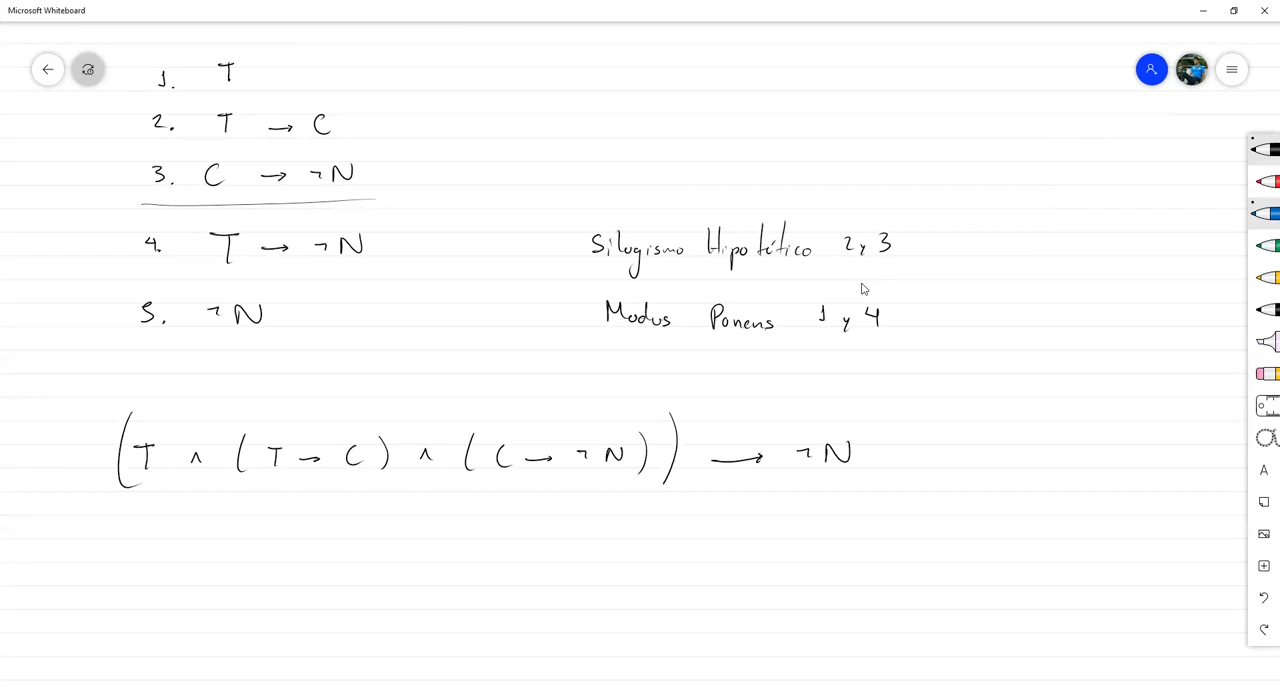 Microsoft Whiteboard
1. T
2. T → C
3. C → ¬N
4. T → ¬N Silogismo Hipotético 2 y 3
5. ¬N Modus Ponens 1 y 4
(T ∧ (T → C) ∧ (C → ¬N)) → ¬N